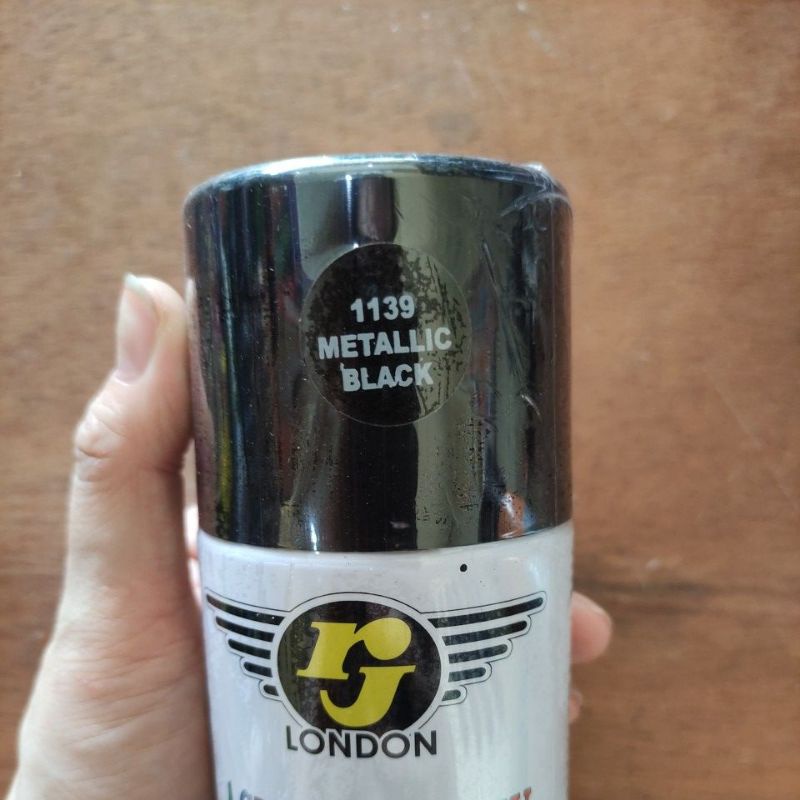 1139
METALLIC
BLACK
rJ
LONDON